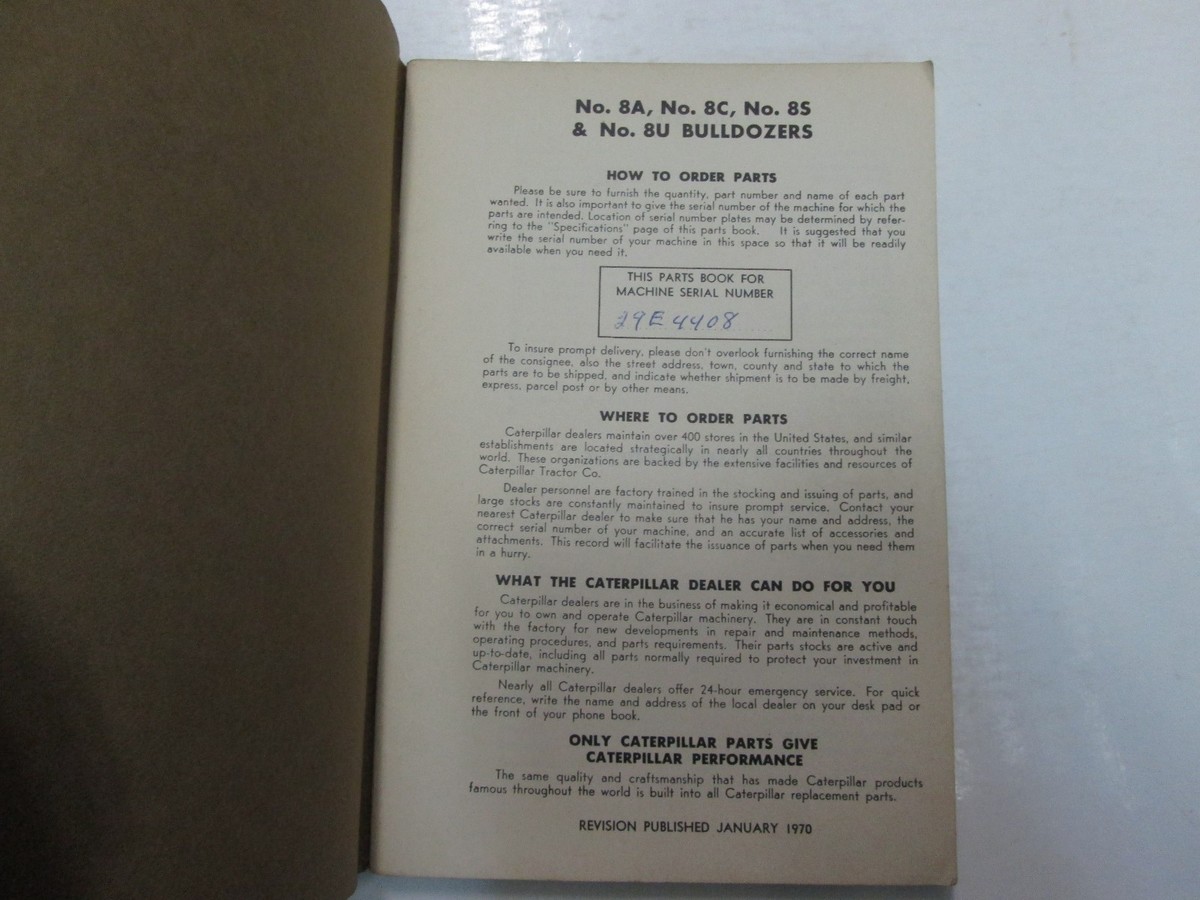 No. 8A, No. 8C, No. 8S
& No. 8U BULLDOZERS
HOW TO ORDER PARTS
Please be sure to furnish the quantity, part number and name of each part
wanted. It is also important to give the serial number of the machine for which the
parts are intended. Location of serial number plates may be determined by refer-
ring to the "Specifications" page of this parts book. It is suggested that you
write the serial number of your machine in this space so that it will be readily
available when you need it.
THIS PARTS BOOK FOR
MACHINE SERIAL NUMBER
29E4408
To insure prompt delivery, please don't overlook furnishing the correct name
of the consignee, also the street address, town, county and state to which the
parts are to be shipped, and indicate whether shipment is to be made by freight,
express, parcel post or by other means.
WHERE TO ORDER PARTS
Caterpillar dealers maintain over 400 stores in the United States, and similar
establishments are located strategically in nearly all countries throughout the
world. These organizations are backed by the extensive facilities and resources of
Caterpillar Tractor Co.
Dealer personnel are factory trained in the stocking and issuing of parts, and
large stocks are constantly maintained to insure prompt service. Contact your
nearest Caterpillar dealer to make sure that he has your name and address, the
correct serial number of your machine, and an accurate list of accessories and
attachments. This record will facilitate the issuance of parts when you need them
in a hurry.
WHAT THE CATERPILLAR DEALER CAN DO FOR YOU
Caterpillar dealers are in the business of making it economical and profitable
for you to own and operate Caterpillar machinery. They are in constant touch
with the factory for new developments in repair and maintenance methods,
operating procedures, and parts requirements. Their parts stocks are active and
up-to-date, including all parts normally required to protect your investment in
Caterpillar machinery.
Nearly all Caterpillar dealers offer 24-hour emergency service. For quick
reference, write the name and address of the local dealer on your desk pad or
the front of your phone book.
ONLY CATERPILLAR PARTS GIVE
CATERPILLAR PERFORMANCE
The same quality and craftsmanship that has made Caterpillar products
famous throughout the world is built into all Caterpillar replacement parts.
REVISION PUBLISHED JANUARY 1970